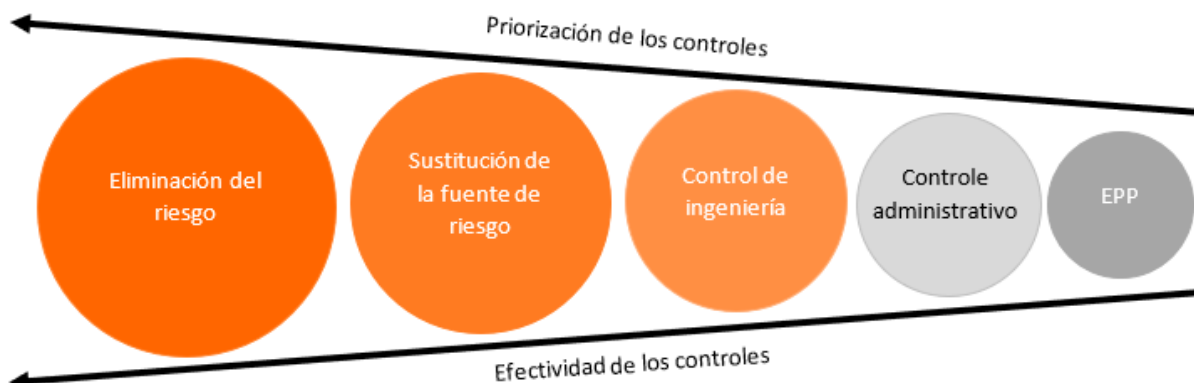 Priorización de los controles
Eliminación del
riesgo
Sustitución de
la fuente de
riesgo
Control de
ingeniería
Controle
administrativo
EPP
Efectividad de los controles